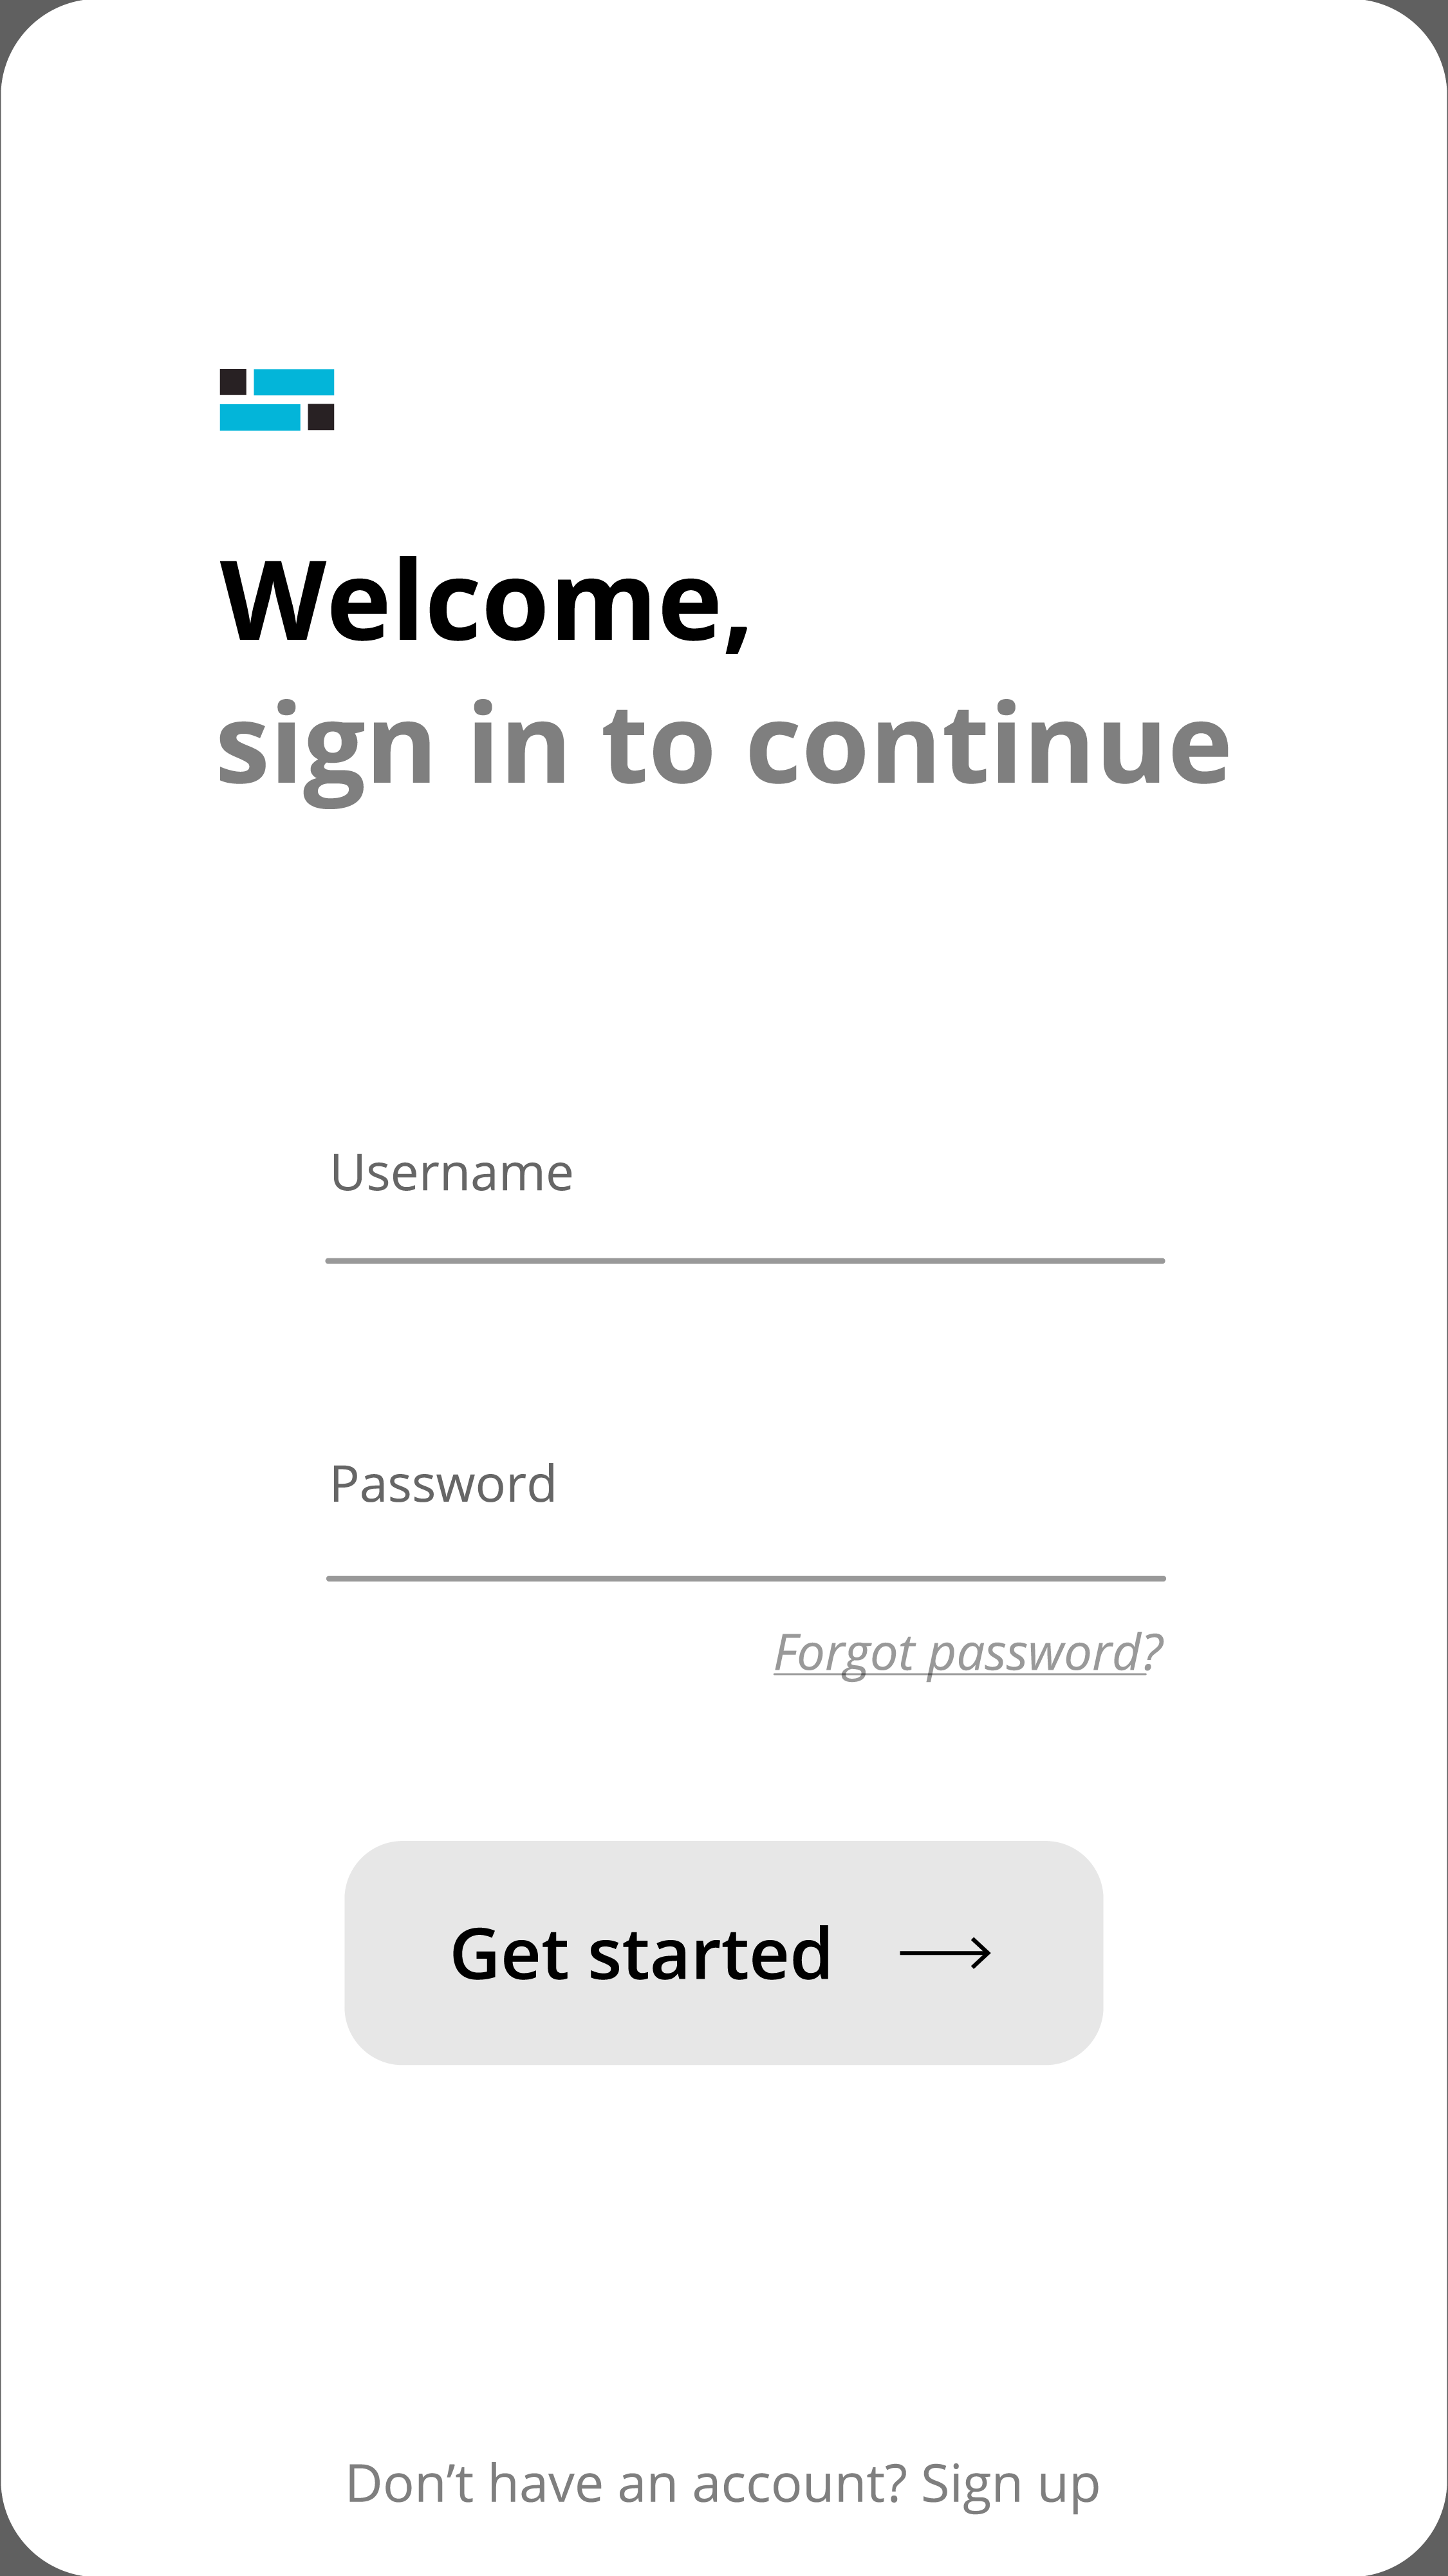 Welcome,
sign in to continue
Username
Password
Forgot password?
Get started
Don’t have an account? Sign up